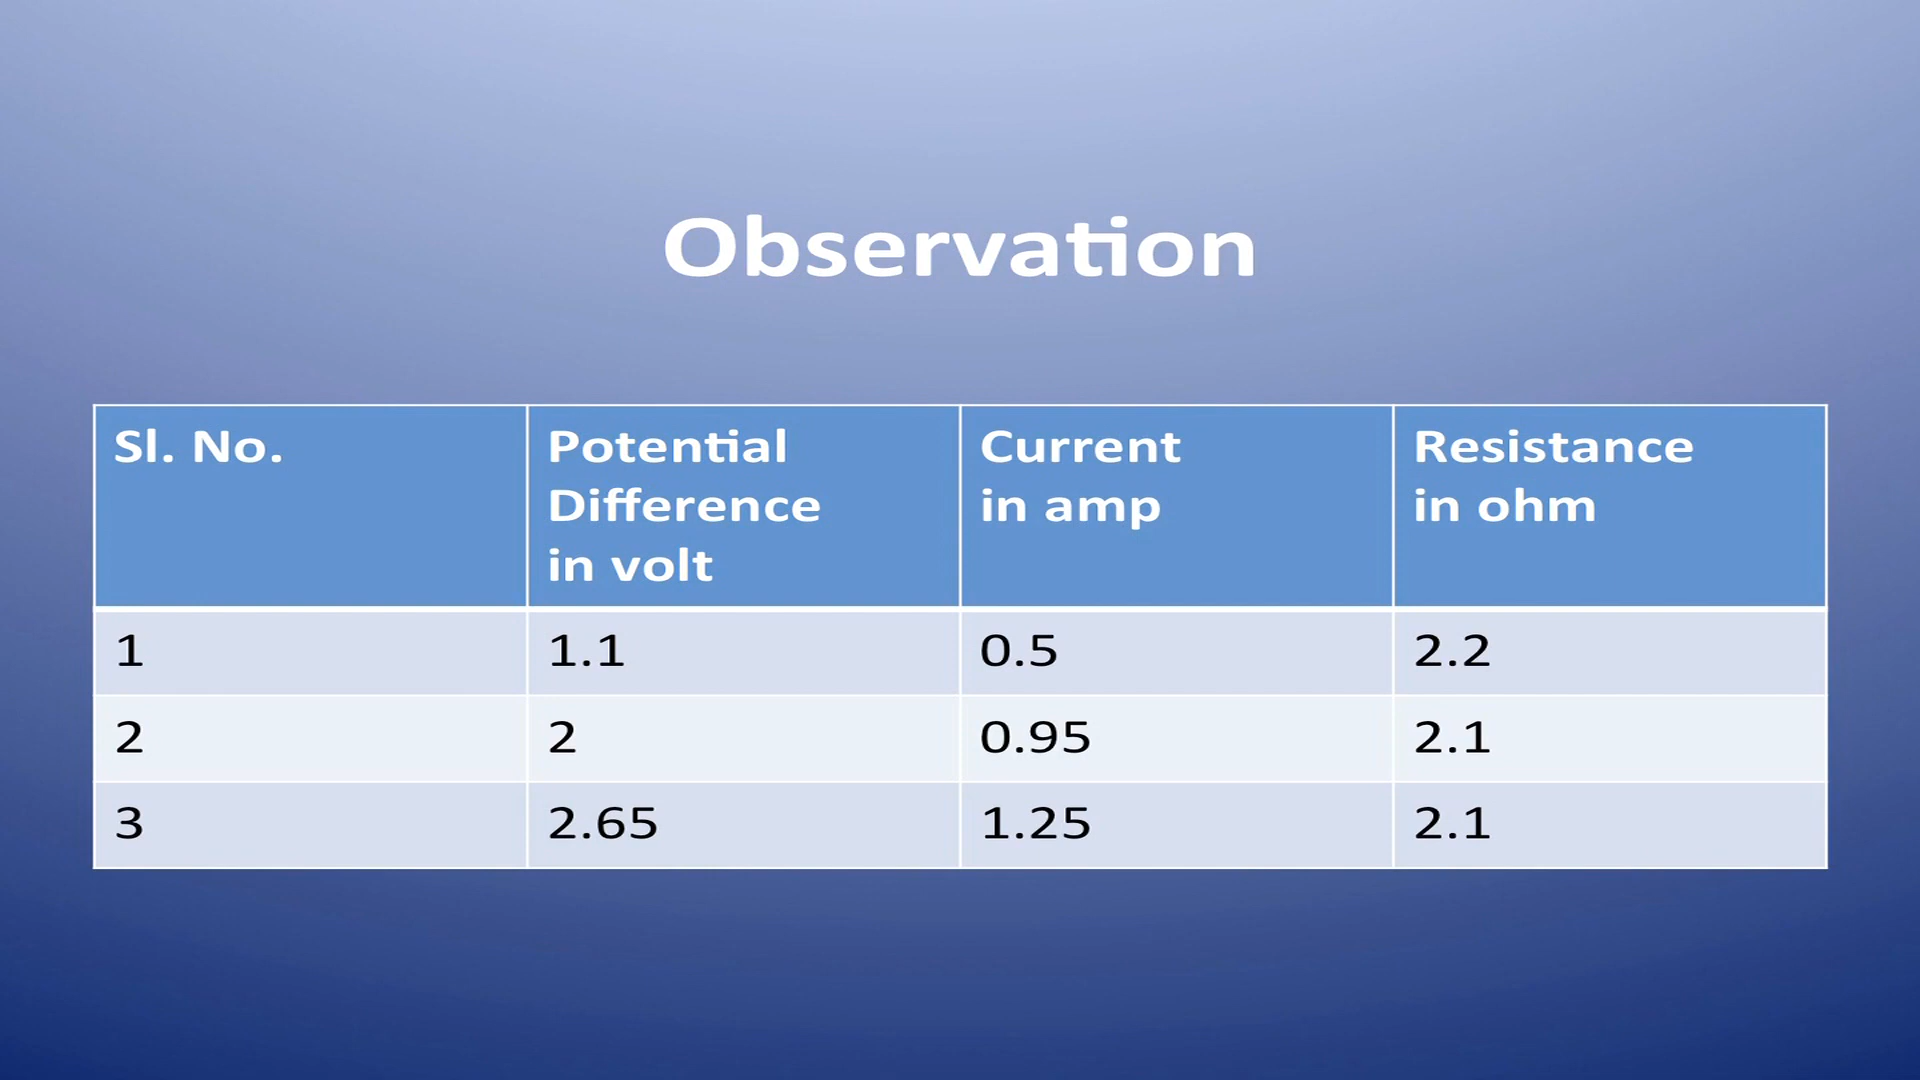 Observation
Sl. No.
Potential
Difference
in volt
Current
in amp
Resistance
in ohm
1 1.1 0.5 2.2
2 2 0.95 2.1
3 2.65 1.25 2.1